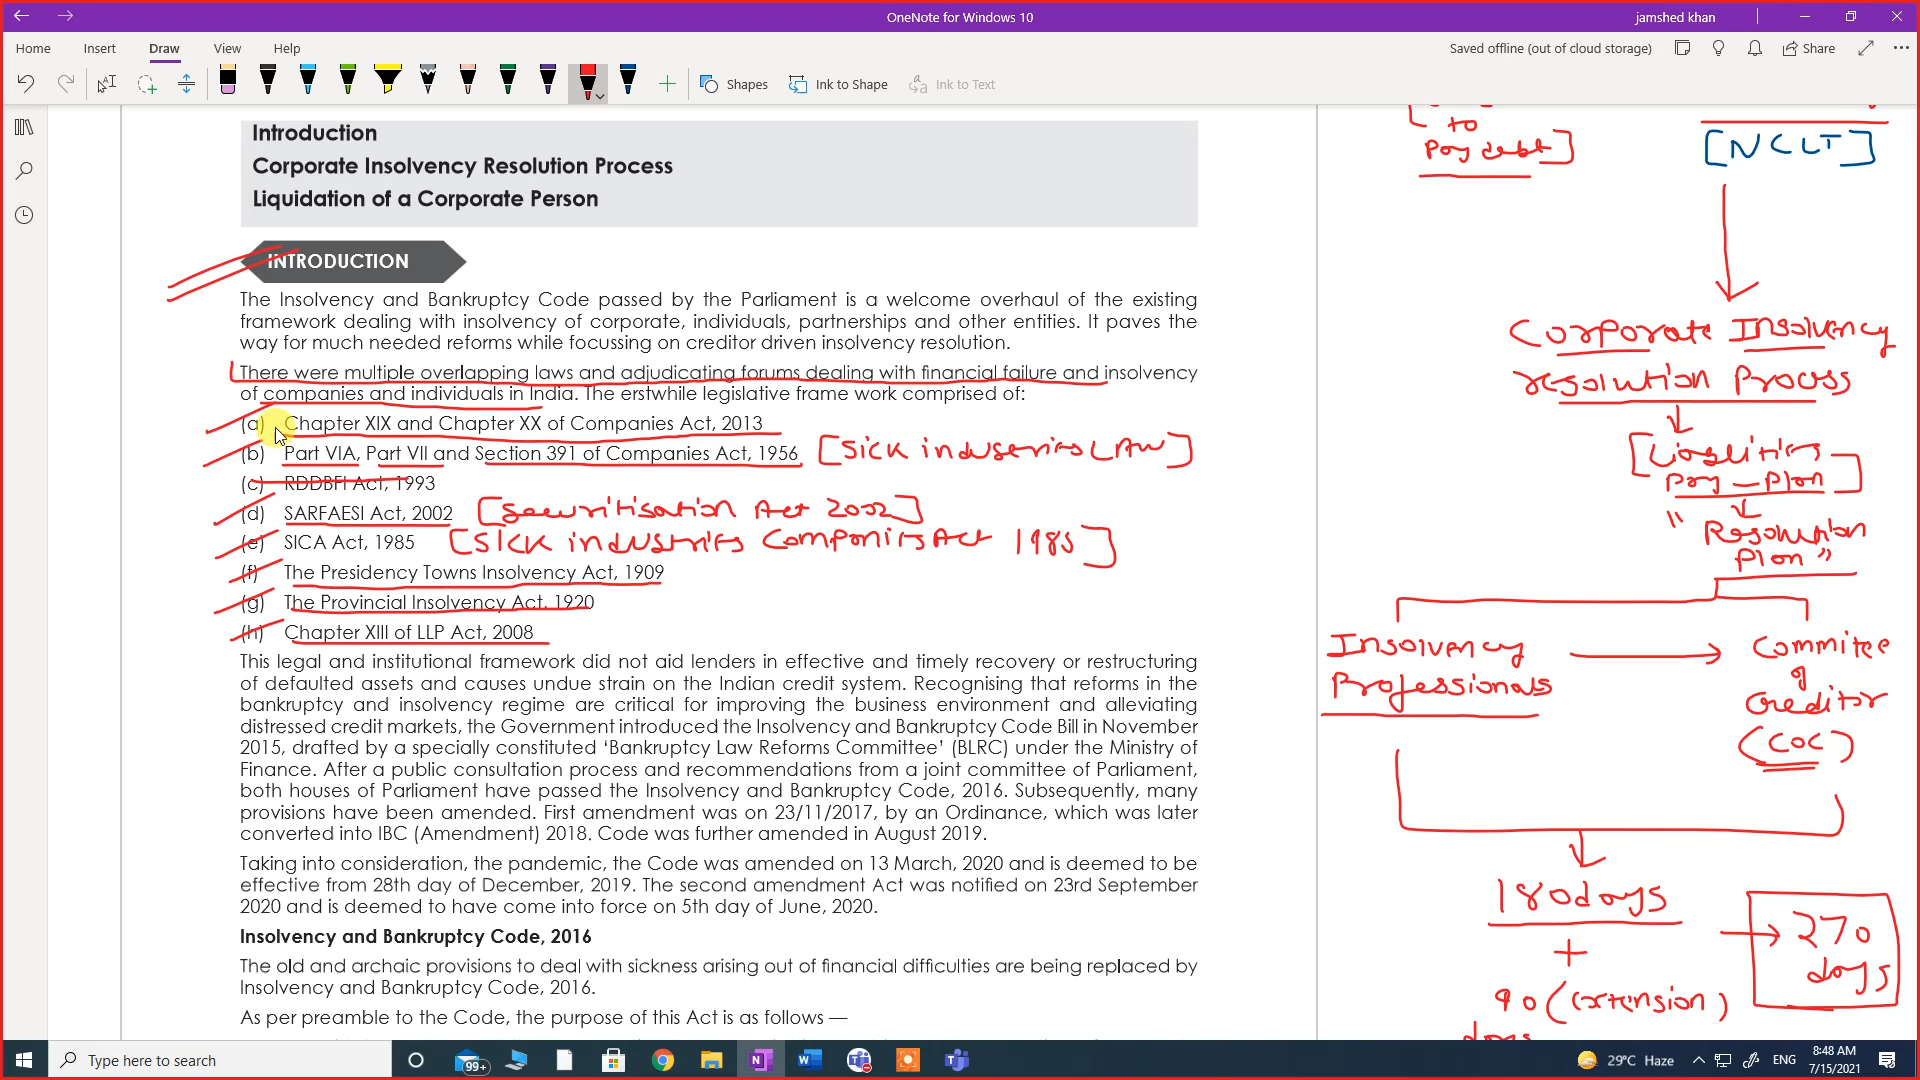 OneNote for Windows 10
jamshed khan
Home Insert Draw View Help
Saved offline (out of cloud storage)
Share
Shapes
Ink to Shape
Ink to Text
Introduction
Corporate Insolvency Resolution Process
Liquidation of a Corporate Person
INTRODUCTION
The Insolvency and Bankruptcy Code passed by the Parliament is a welcome overhaul of the existing
framework dealing with insolvency of corporate, individuals, partnerships and other entities. It paves the
way for much needed reforms while focussing on creditor driven insolvency resolution.
There were multiple overlapping laws and adjudicating forums dealing with financial failure and insolvency
of companies and individuals in India. The erstwhile legislative frame work comprised of:
(a) Chapter XIX and Chapter XX of Companies Act, 2013
(b) Part VIA, Part VII and Section 391 of Companies Act, 1956 [Sick industries LAW]
(c) RDDBFI Act, 1993
(d) SARFAESI Act, 2002 [Securitisation Act 2002]
(e) SICA Act, 1985 [SICK industries Companies Act 1985]
(f) The Presidency Towns Insolvency Act, 1909
(g) The Provincial Insolvency Act, 1920
(h) Chapter XIII of LLP Act, 2008
This legal and institutional framework did not aid lenders in effective and timely recovery or restructuring
of defaulted assets and causes undue strain on the Indian credit system. Recognising that reforms in the
bankruptcy and insolvency regime are critical for improving the business environment and alleviating
distressed credit markets, the Government introduced the Insolvency and Bankruptcy Code Bill in November
2015, drafted by a specially constituted ‘Bankruptcy Law Reforms Committee’ (BLRC) under the Ministry of
Finance. After a public consultation process and recommendations from a joint committee of Parliament,
both houses of Parliament have passed the Insolvency and Bankruptcy Code, 2016. Subsequently, many
provisions have been amended. First amendment was on 23/11/2017, by an Ordinance, which was later
converted into IBC (Amendment) 2018. Code was further amended in August 2019.
Taking into consideration, the pandemic, the Code was amended on 13 March, 2020 and is deemed to be
effective from 28th day of December, 2019. The second amendment Act was notified on 23rd September
2020 and is deemed to have come into force on 5th day of June, 2020.
Insolvency and Bankruptcy Code, 2016
The old and archaic provisions to deal with sickness arising out of financial difficulties are being replaced by
Insolvency and Bankruptcy Code, 2016.
As per preamble to the Code, the purpose of this Act is as follows —
to
Pay debt]
[NCLT]
Corporate Insolvency
resolution Process
[Liabilities
Pay - Plan]
"Resolution
Plan"
Insolvency
Professionals
Commitee
of
Creditor
(COC)
180 days
+
90 (extension)
days
270
days
Type here to search
99+
29°C Haze
ENG
8:48 AM
7/15/2021